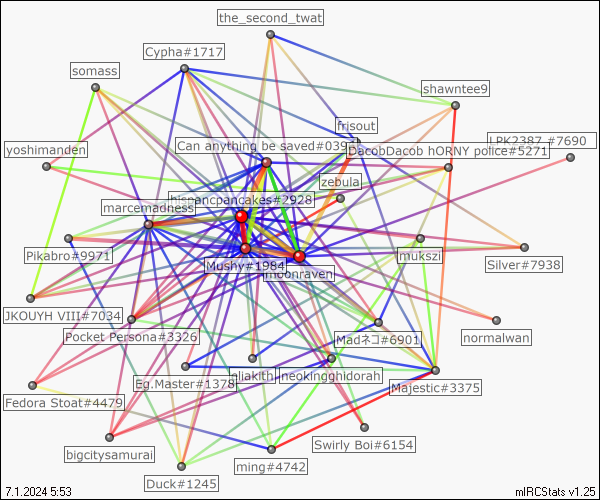 the_second_twat
Cypha#1717
somass
shawntee9
frisout
LPK2387 #7690
Can anything be saved#039
DacobDacob hORNY police#5271
yoshimanden
zebula
hispancpancakes#2928
marcemadness
Pikabro#9971
mukszi
Mushy#1984
Silver#7938
moonraven
JKOUYH VIII#7034
Pocket Persona#3326
Madネコ#6901
normalwan
Eg.Master#1378
eliakith
neokingghidorah
Majestic#3375
Fedora Stoat#4479
Swirly Boi#6154
bigcitysamurai
ming#4742
Duck#1245
7.1.2024 5:53
mIRCStats v1.25